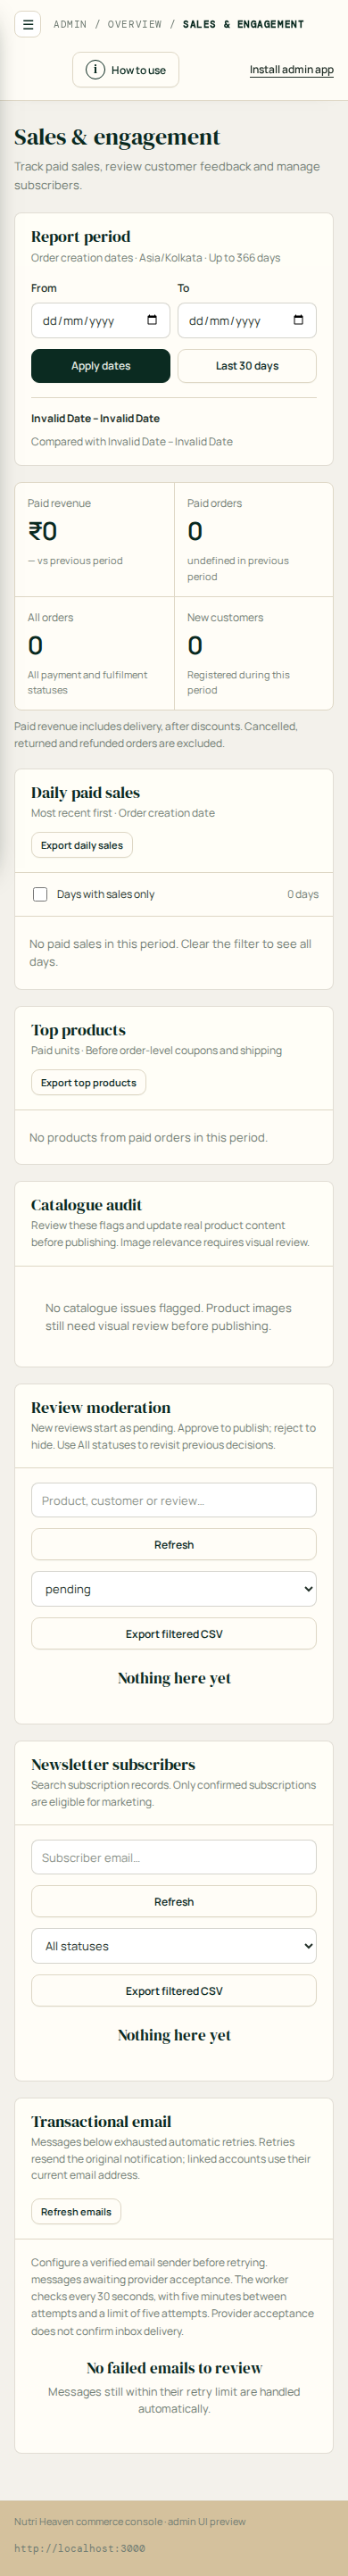 ☰ ADMIN / OVERVIEW / SALES & ENGAGEMENT
i How to use
Install admin app
Sales & engagement
Track paid sales, review customer feedback and manage
subscribers.
Report period
Order creation dates · Asia/Kolkata · Up to 366 days
From To
dd/mm/yyyy dd/mm/yyyy
Apply dates Last 30 days
Invalid Date – Invalid Date
Compared with Invalid Date – Invalid Date
Paid revenue
₹0
— vs previous period
Paid orders
0
undefined in previous
period
All orders
0
All payment and fulfilment
statuses
New customers
0
Registered during this
period
Paid revenue includes delivery, after discounts. Cancelled,
returned and refunded orders are excluded.
Daily paid sales
Most recent first · Order creation date
Export daily sales
Days with sales only 0 days
No paid sales in this period. Clear the filter to see all
days.
Top products
Paid units · Before order-level coupons and shipping
Export top products
No products from paid orders in this period.
Catalogue audit
Review these flags and update real product content
before publishing. Image relevance requires visual review.
No catalogue issues flagged. Product images
still need visual review before publishing.
Review moderation
New reviews start as pending. Approve to publish; reject to
hide. Use All statuses to revisit previous decisions.
Product, customer or review...
Refresh
pending
Export filtered CSV
Nothing here yet
Newsletter subscribers
Search subscription records. Only confirmed subscriptions
are eligible for marketing.
Subscriber email...
Refresh
All statuses
Export filtered CSV
Nothing here yet
Transactional email
Messages below exhausted automatic retries. Retries
resend the original notification; linked accounts use their
current email address.
Refresh emails
Configure a verified email sender before retrying.
messages awaiting provider acceptance. The worker
checks every 30 seconds, with five minutes between
attempts and a limit of five attempts. Provider acceptance
does not confirm inbox delivery.
No failed emails to review
Messages still within their retry limit are handled
automatically.
Nutri Heaven commerce console · admin UI preview
http://localhost:3000